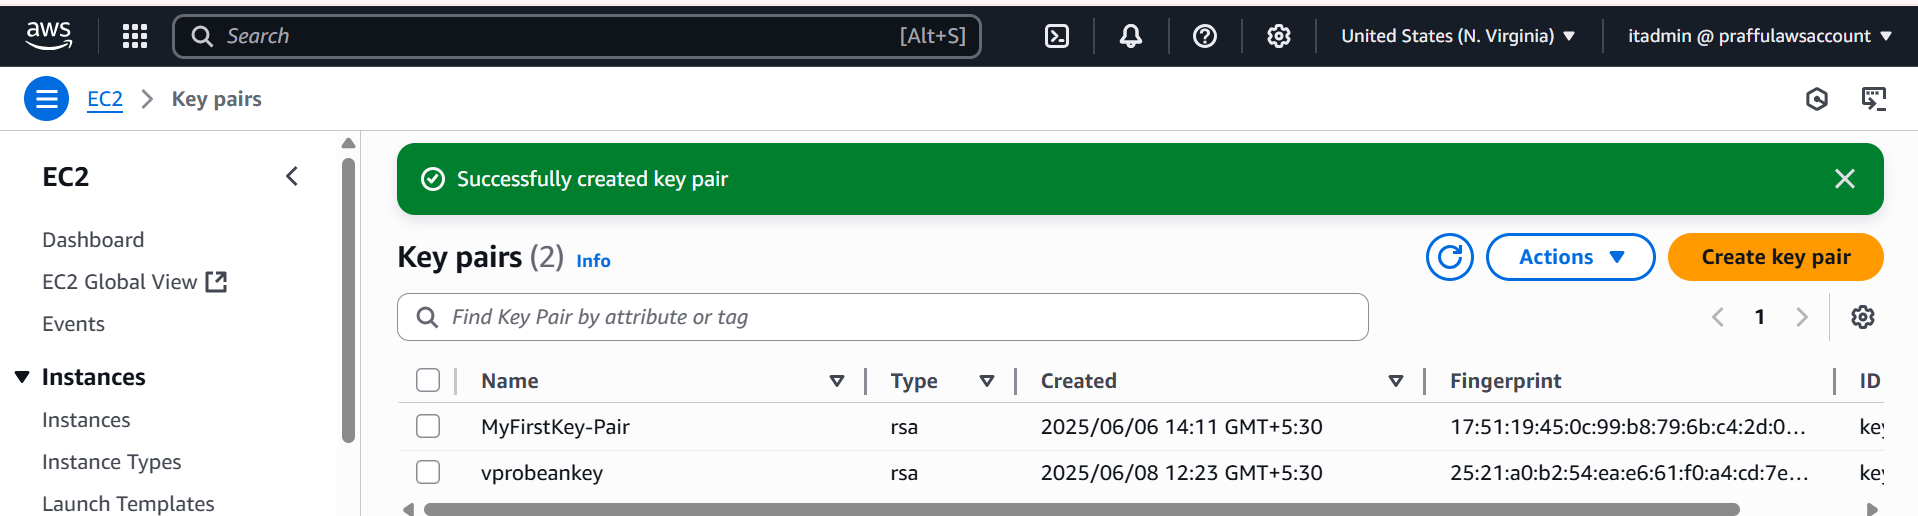 aws Search [Alt+S] United States (N. Virginia) itadmin @ praffulawsaccount
EC2 Key pairs
EC2
Dashboard
EC2 Global View
Events
Instances
Instances
Instance Types
Launch Templates
Successfully created key pair
Key pairs (2) Info Actions Create key pair
Find Key Pair by attribute or tag 1
Name Type Created Fingerprint ID
MyFirstKey-Pair rsa 2025/06/06 14:11 GMT+5:30 17:51:19:45:0c:99:b8:79:6b:c4:2d:0... key
vprobeankey rsa 2025/06/08 12:23 GMT+5:30 25:21:a0:b2:54:ea:e6:61:f0:a4:cd:7e... key